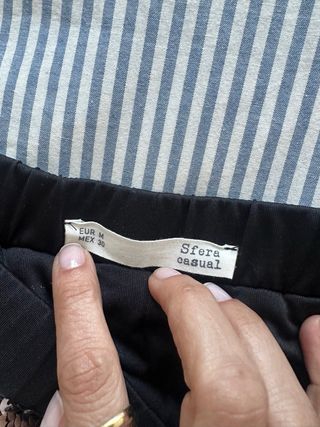 EUR M
MEX 30
Sfera
casual